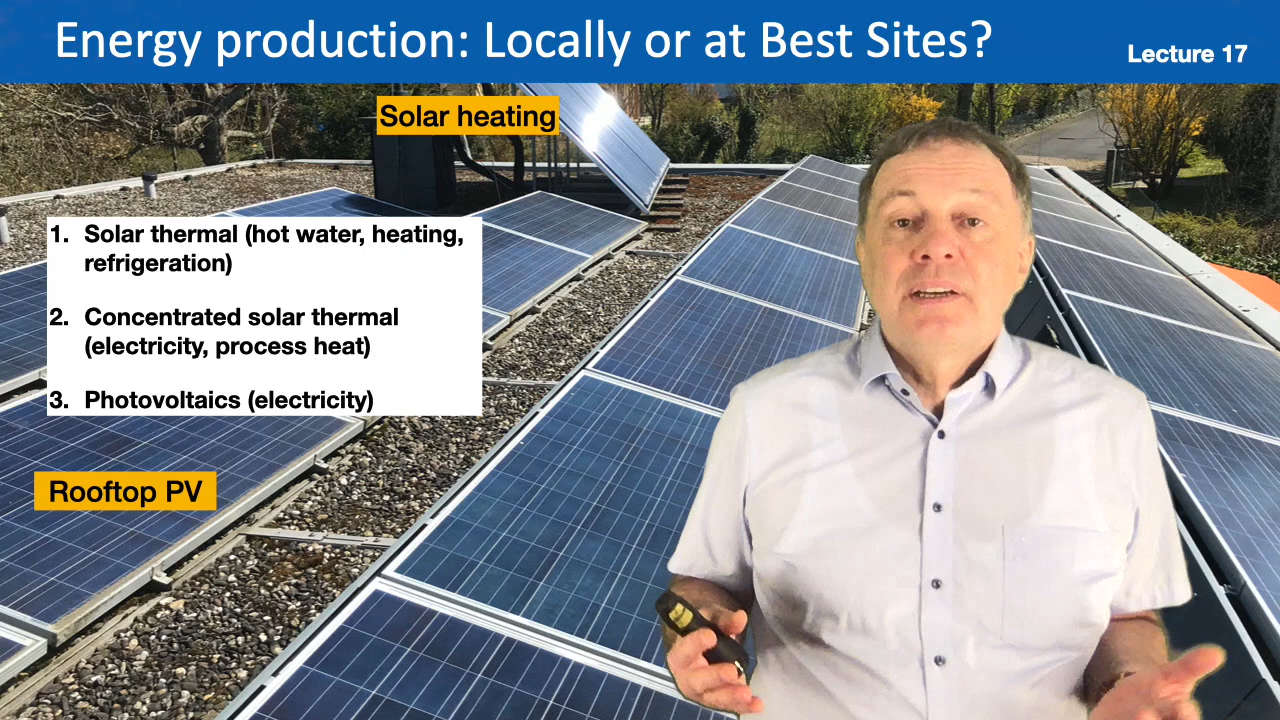 Energy production: Locally or at Best Sites?
Lecture 17
Solar heating
1. Solar thermal (hot water, heating,
refrigeration)
2. Concentrated solar thermal
(electricity, process heat)
3. Photovoltaics (electricity)
Rooftop PV